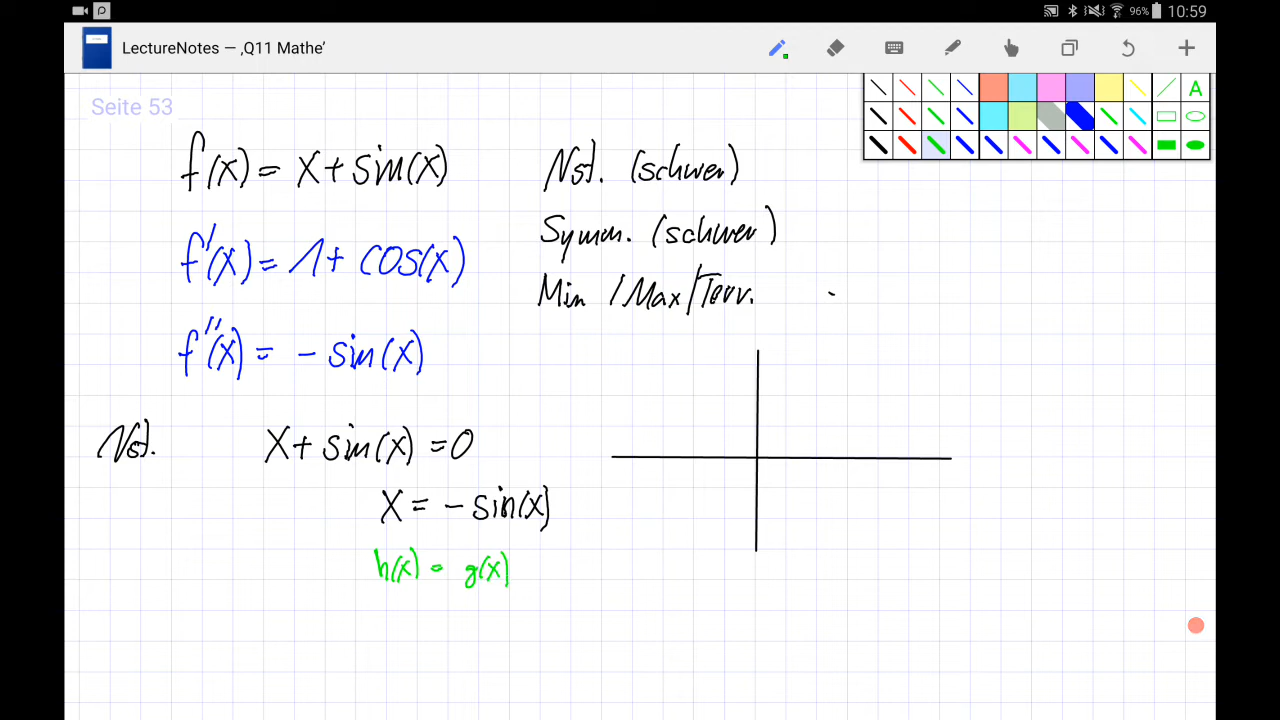 96% 10:59
LectureNotes — ‚Q11 Mathe’
A
Seite 53
f(x) = x + sin(x)
Nst. (schwer)
f'(x) = 1 + cos(x)
Symm. (schwer)
Min / Max / Terr.
f''(x) = - sin(x)
Nst. x + sin(x) = 0
x = - sin(x)
h(x) = g(x)